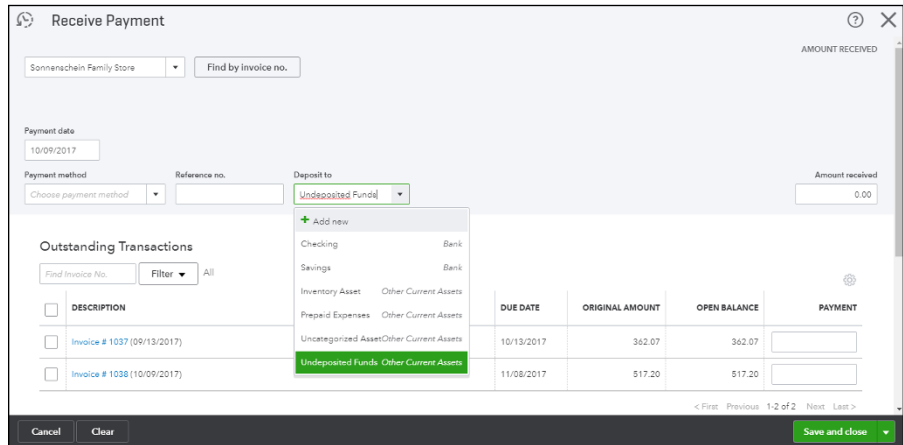 Receive Payment
AMOUNT RECEIVED
Sonnenschein Family Store Find by invoice no.
Payment date
10/09/2017
Payment method Reference no. Deposit to Amount received
Choose payment method Undeposited Funds 0.00
+ Add new
Checking Bank
Savings Bank
Inventory Asset Other Current Assets
Prepaid Expenses Other Current Assets
Uncategorized Asset Other Current Assets
Undeposited Funds Other Current Assets
Outstanding Transactions
Find Invoice No. Filter All
DESCRIPTION DUE DATE ORIGINAL AMOUNT OPEN BALANCE PAYMENT
Invoice # 1037 (09/13/2017) 10/13/2017 362.07 362.07
Invoice # 1038 (10/09/2017) 11/08/2017 517.20 517.20
< First Previous 1-2 of 2 Next Last >
Cancel Clear Save and close